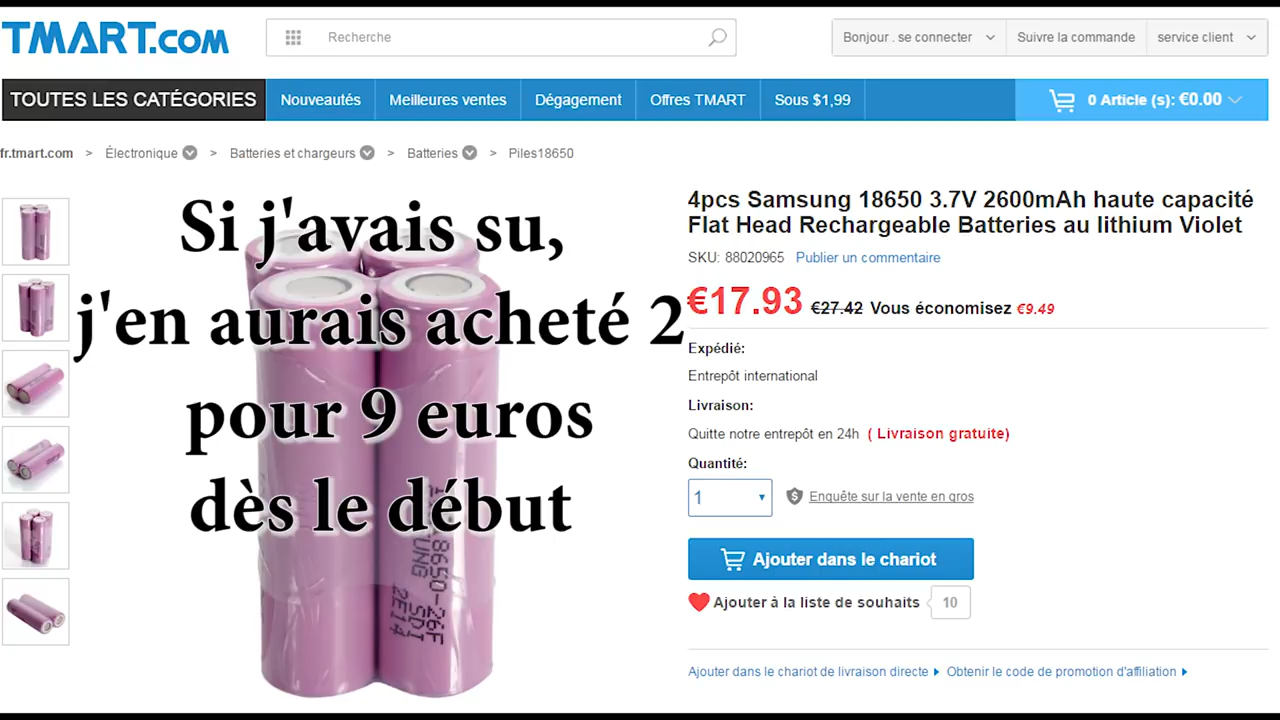 TMART.COM
Recherche
Bonjour . se connecter
Suivre la commande
service client
TOUTES LES CATÉGORIES
Nouveautés
Meilleures ventes
Dégagement
Offres TMART
Sous $1,99
0 Article (s): €0.00
fr.tmart.com > Électronique > Batteries et chargeurs > Batteries > Piles18650
Si j'avais su,
j'en aurais acheté 2
pour 9 euros
dès le début
4pcs Samsung 18650 3.7V 2600mAh haute capacité
Flat Head Rechargeable Batteries au lithium Violet
SKU: 88020965 Publier un commentaire
€17.93 €27.42 Vous économisez €9.49
Expédié:
Entrepôt international
Livraison:
Quitte notre entrepôt en 24h ( Livraison gratuite)
Quantité:
1
Enquête sur la vente en gros
Ajouter dans le chariot
Ajouter à la liste de souhaits 10
Ajouter dans le chariot de livraison directe
Obtenir le code de promotion d'affiliation
18650-26F
SDI
2E14